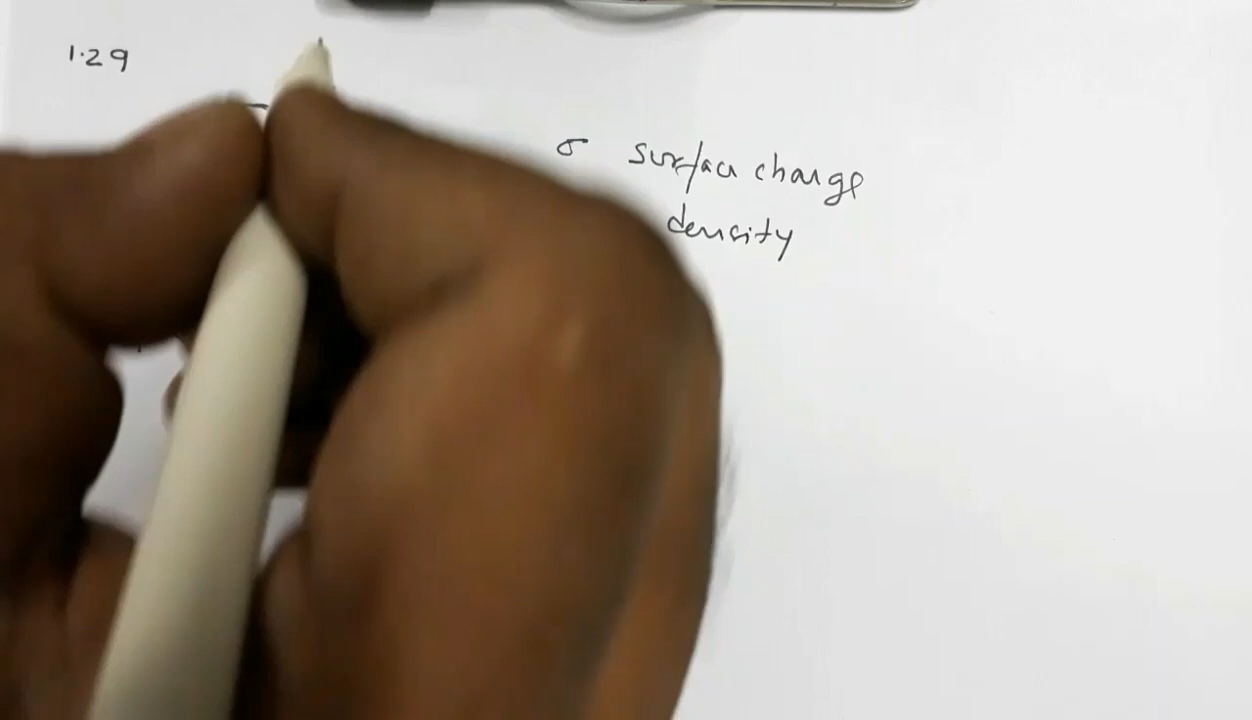 1.29
σ surface charge
density